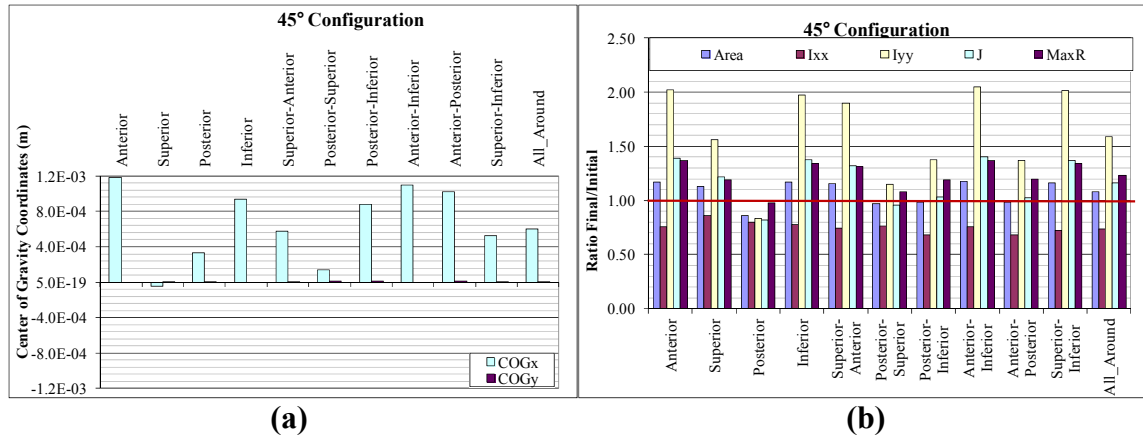 45° Configuration
Anterior
Superior
Posterior
Inferior
Superior-Anterior
Posterior-Superior
Posterior-Inferior
Anterior-Inferior
Anterior-Posterior
Superior-Inferior
All_Around
Center of Gravity Coordinates (m)
1.2E-03
8.0E-04
4.0E-04
5.0E-19
-4.0E-04
-8.0E-04
-1.2E-03
COGx
COGy
(a)
45° Configuration
Area Ixx Iyy J MaxR
Ratio Final/Initial
2.50
2.00
1.50
1.00
0.50
0.00
Anterior
Superior
Posterior
Inferior
Superior-
Anterior
Posterior-
Superior
Posterior-
Inferior
Anterior-
Inferior
Anterior-
Posterior
Superior-
Inferior
All_Around
(b)